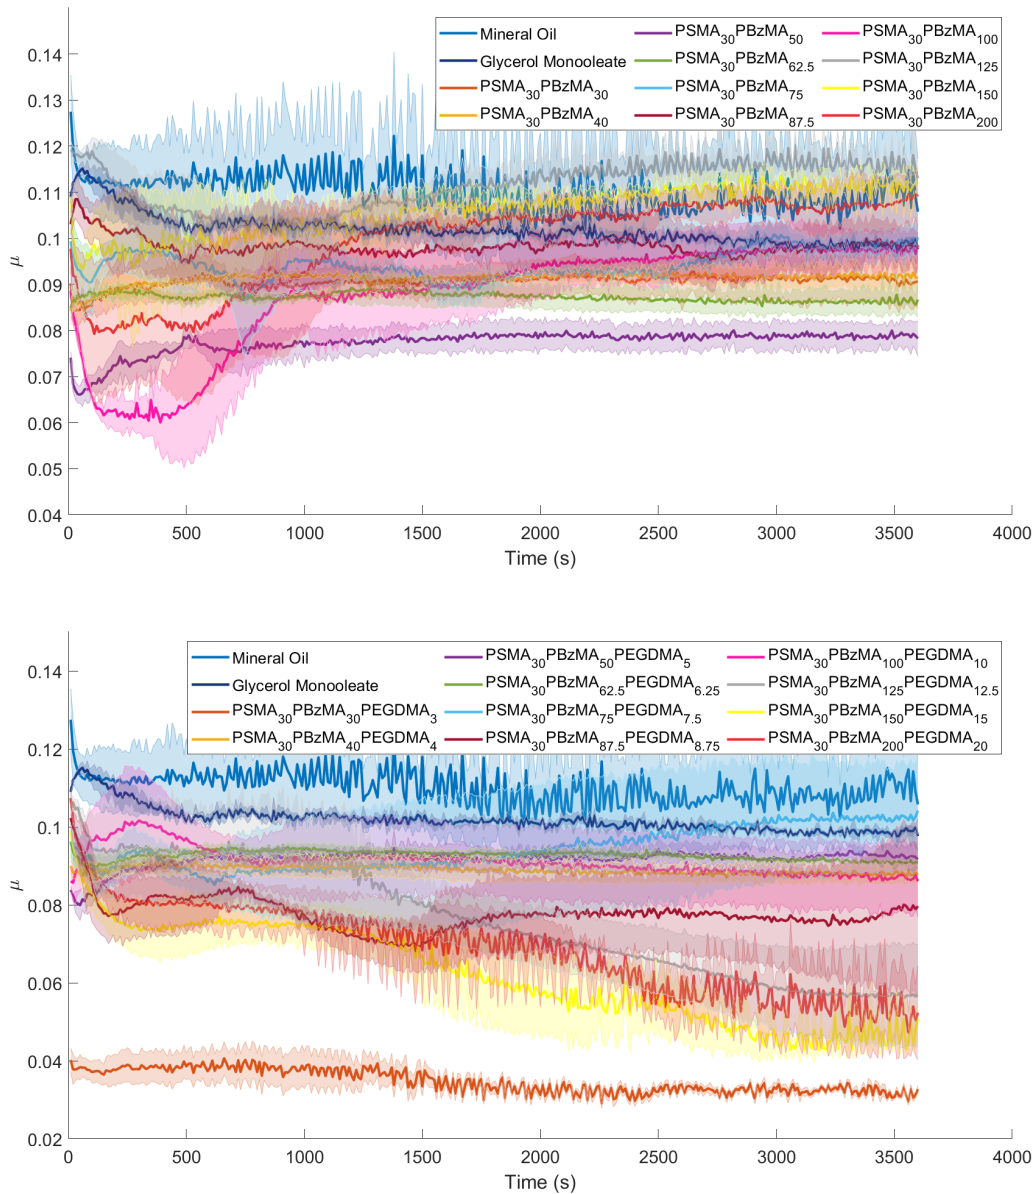 0.14
0.13
0.12
0.11
0.1
0.09
0.08
0.07
0.06
0.05
0.04
μ
Mineral Oil
Glycerol Monooleate
PSMA30PBzMA30
PSMA30PBzMA40
PSMA30PBzMA50
PSMA30PBzMA62.5
PSMA30PBzMA75
PSMA30PBzMA87.5
PSMA30PBzMA100
PSMA30PBzMA125
PSMA30PBzMA150
PSMA30PBzMA200
0 500 1000 1500 2000 2500 3000 3500 4000
Time (s)
0.14
0.12
0.1
0.08
0.06
0.04
0.02
μ
Mineral Oil
Glycerol Monooleate
PSMA30PBzMA30PEGDMA3
PSMA30PBzMA40PEGDMA4
PSMA30PBzMA50PEGDMA5
PSMA30PBzMA62.5PEGDMA6.25
PSMA30PBzMA75PEGDMA7.5
PSMA30PBzMA87.5PEGDMA8.75
PSMA30PBzMA100PEGDMA10
PSMA30PBzMA125PEGDMA12.5
PSMA30PBzMA150PEGDMA15
PSMA30PBzMA200PEGDMA20
0 500 1000 1500 2000 2500 3000 3500 4000
Time (s)